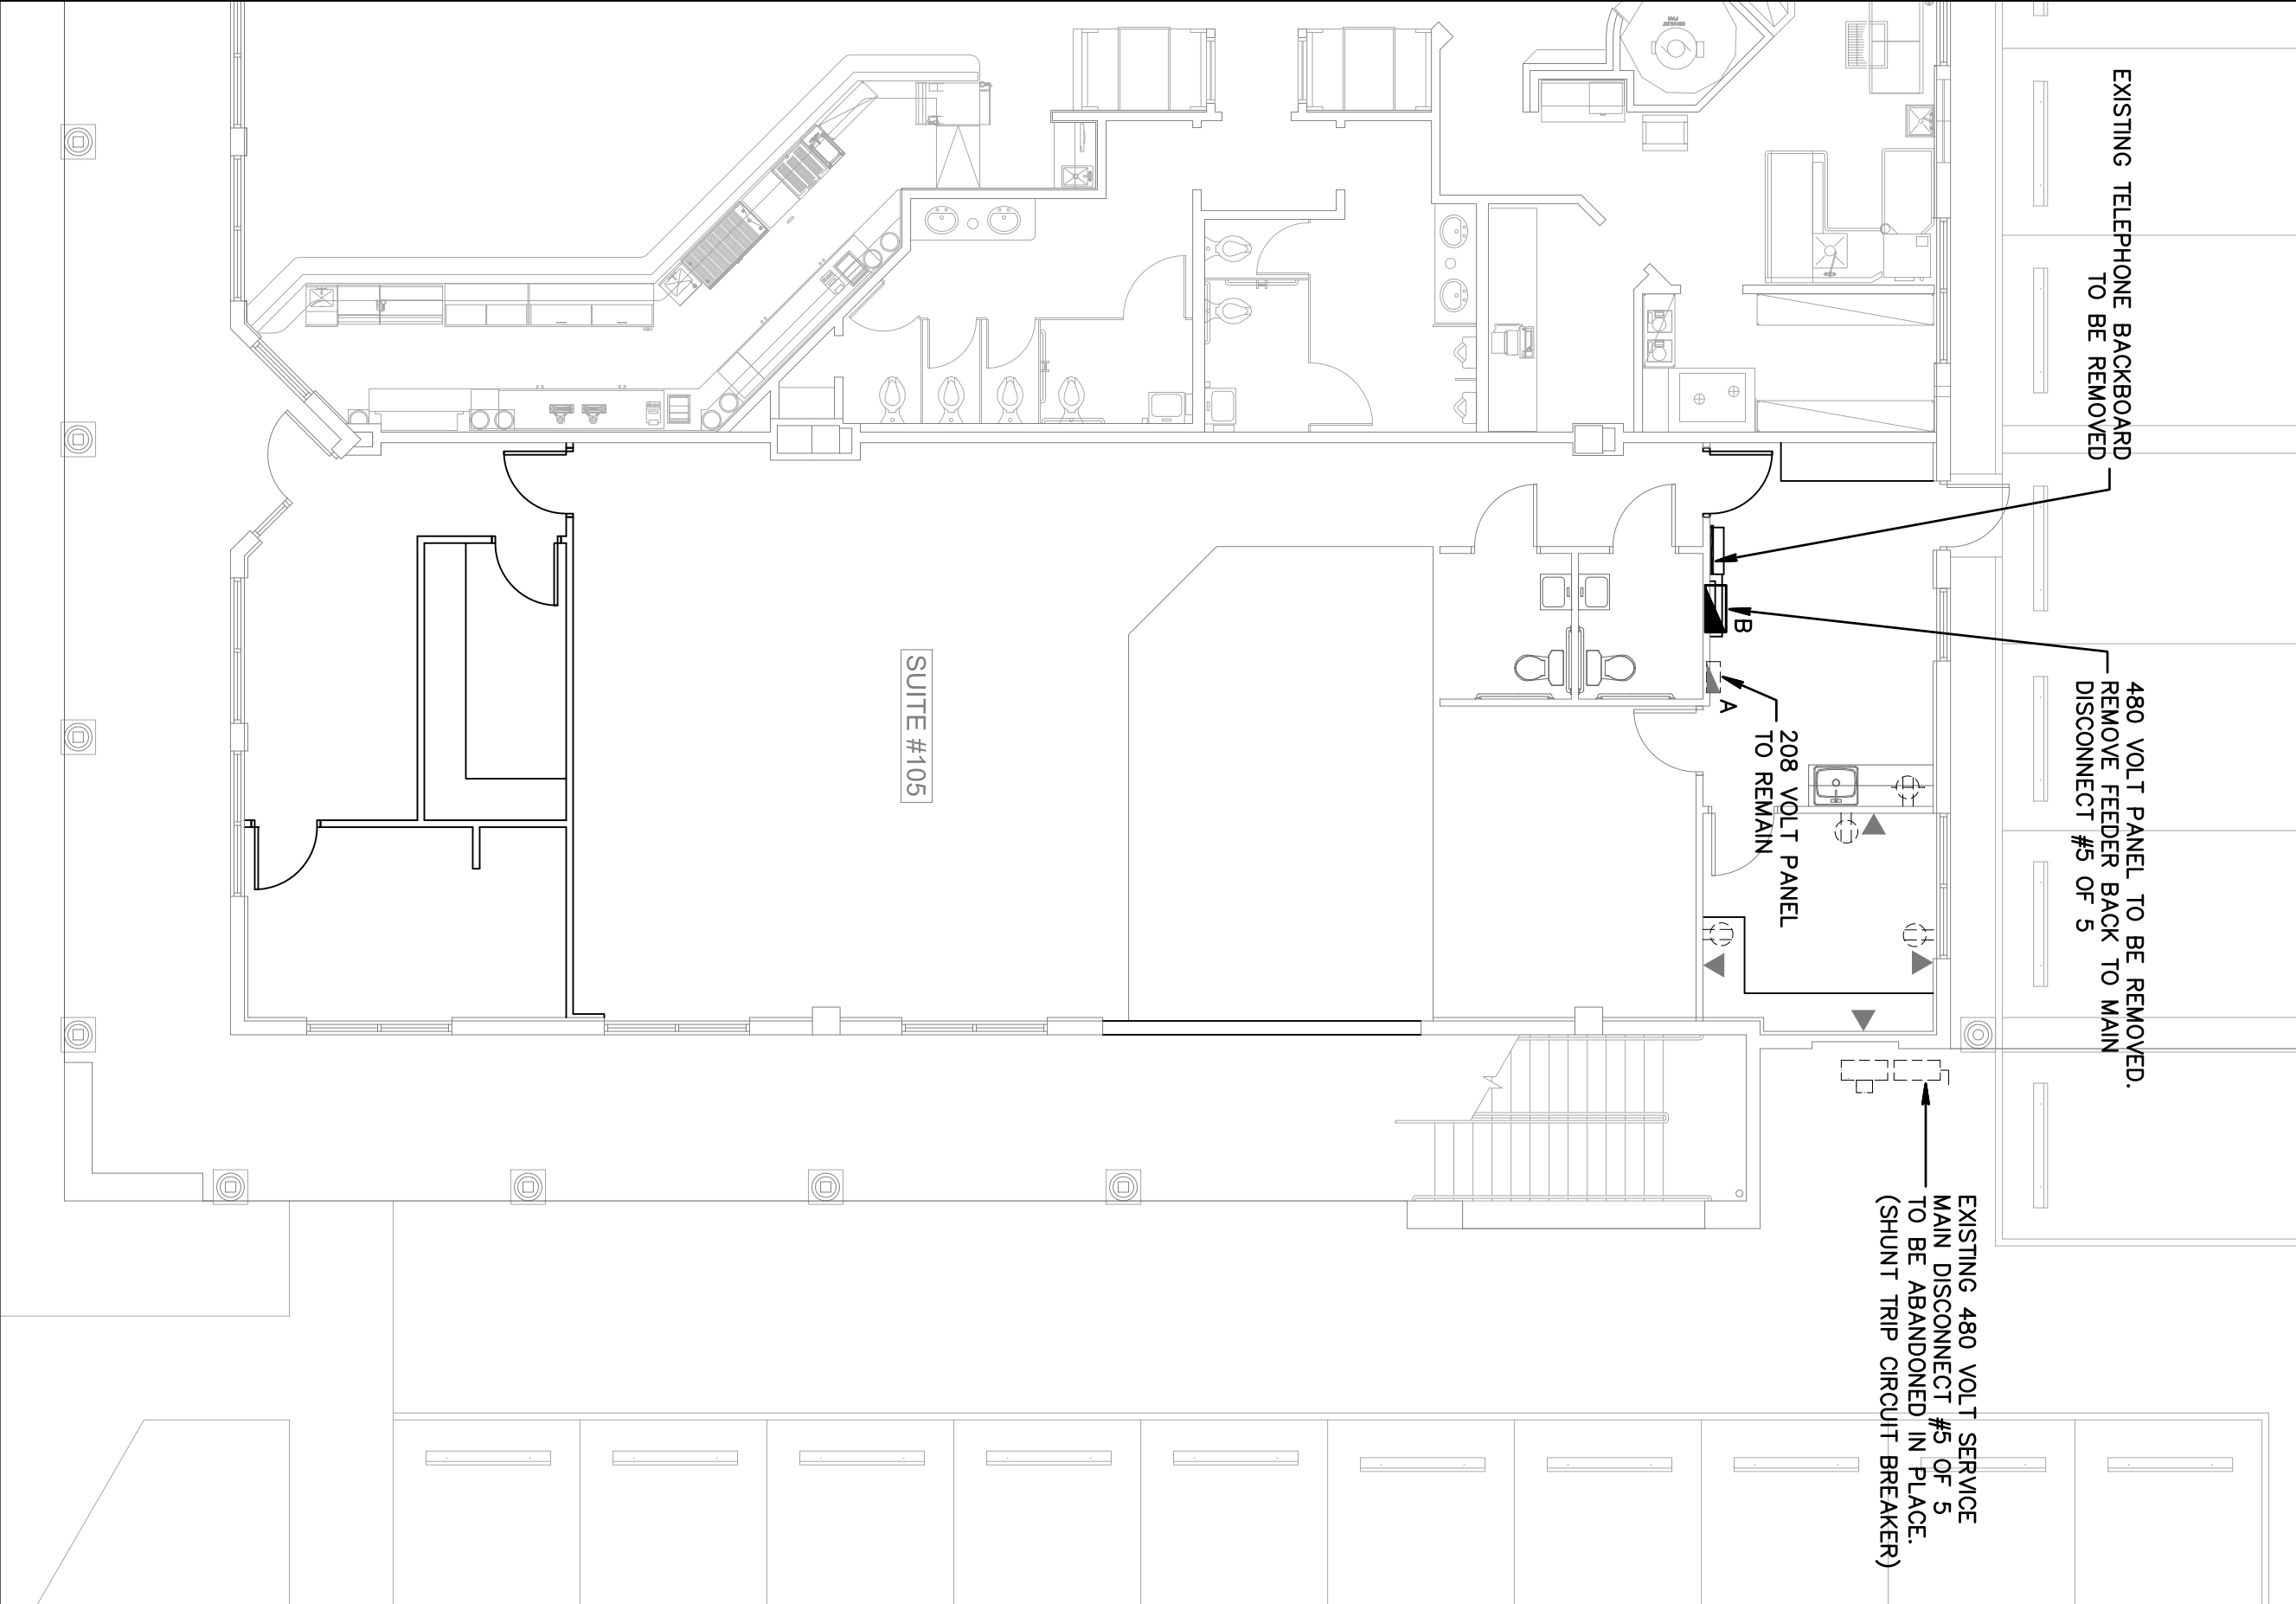 EXISTING TELEPHONE BACKBOARD
TO BE REMOVED
480 VOLT PANEL TO BE REMOVED.
REMOVE FEEDER BACK TO MAIN
DISCONNECT #5 OF 5
B
A
208 VOLT PANEL
TO REMAIN
SUITE #105
EXISTING 480 VOLT SERVICE
MAIN DISCONNECT #5 OF 5
TO BE ABANDONED IN PLACE.
(SHUNT TRIP CIRCUIT BREAKER)